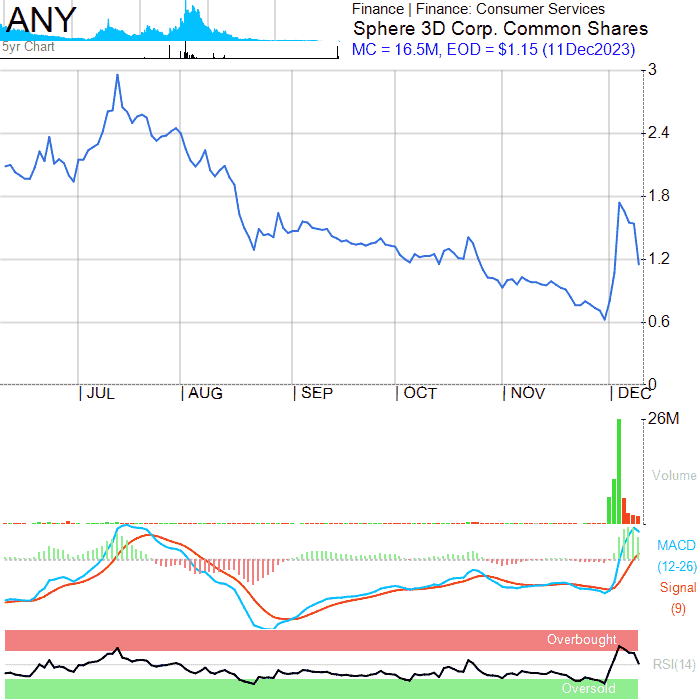 ANY
5yr Chart
Finance | Finance: Consumer Services
Sphere 3D Corp. Common Shares
MC = 16.5M, EOD = $1.15 (11Dec2023)
3
2.4
1.8
1.2
0.6
0
JUL
AUG
SEP
OCT
NOV
DEC
26M
Volume
MACD
(12-26)
Signal
(9)
Overbought
RSI(14)
Oversold